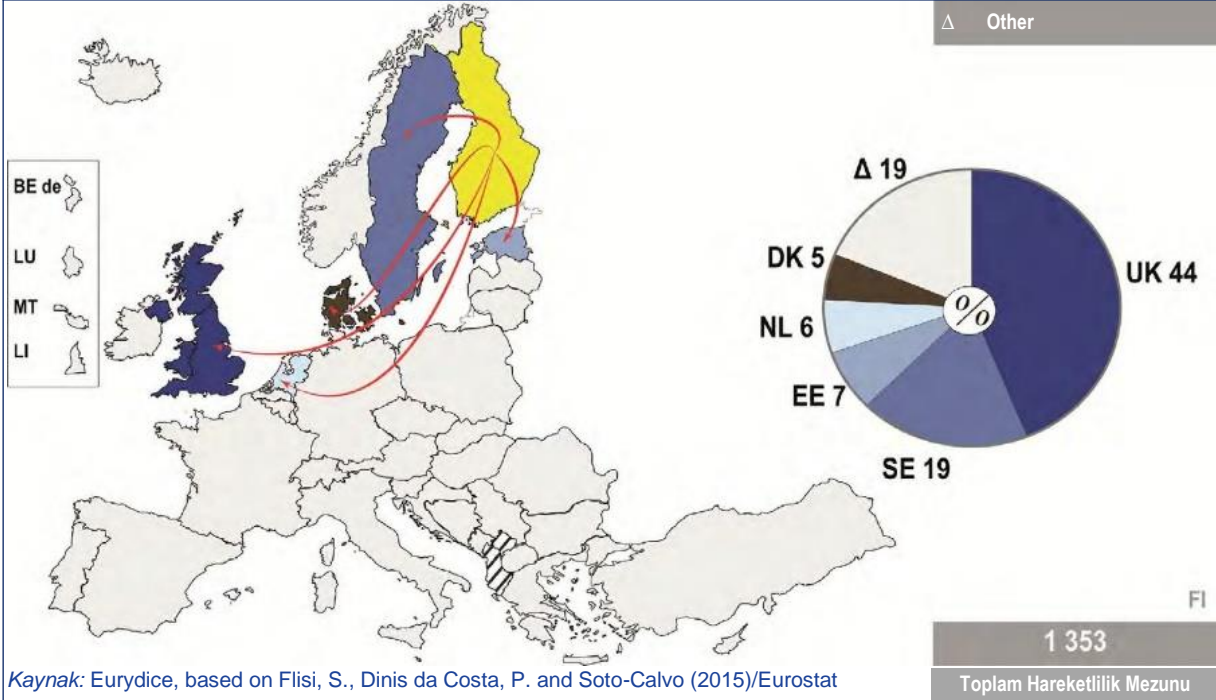 Δ Other
BE de
LU
MT
LI
Δ 19
DK 5
UK 44
%
NL 6
EE 7
SE 19
FI
1 353
Kaynak: Eurydice, based on Flisi, S., Dinis da Costa, P. and Soto-Calvo (2015)/Eurostat
Toplam Hareketlilik Mezunu